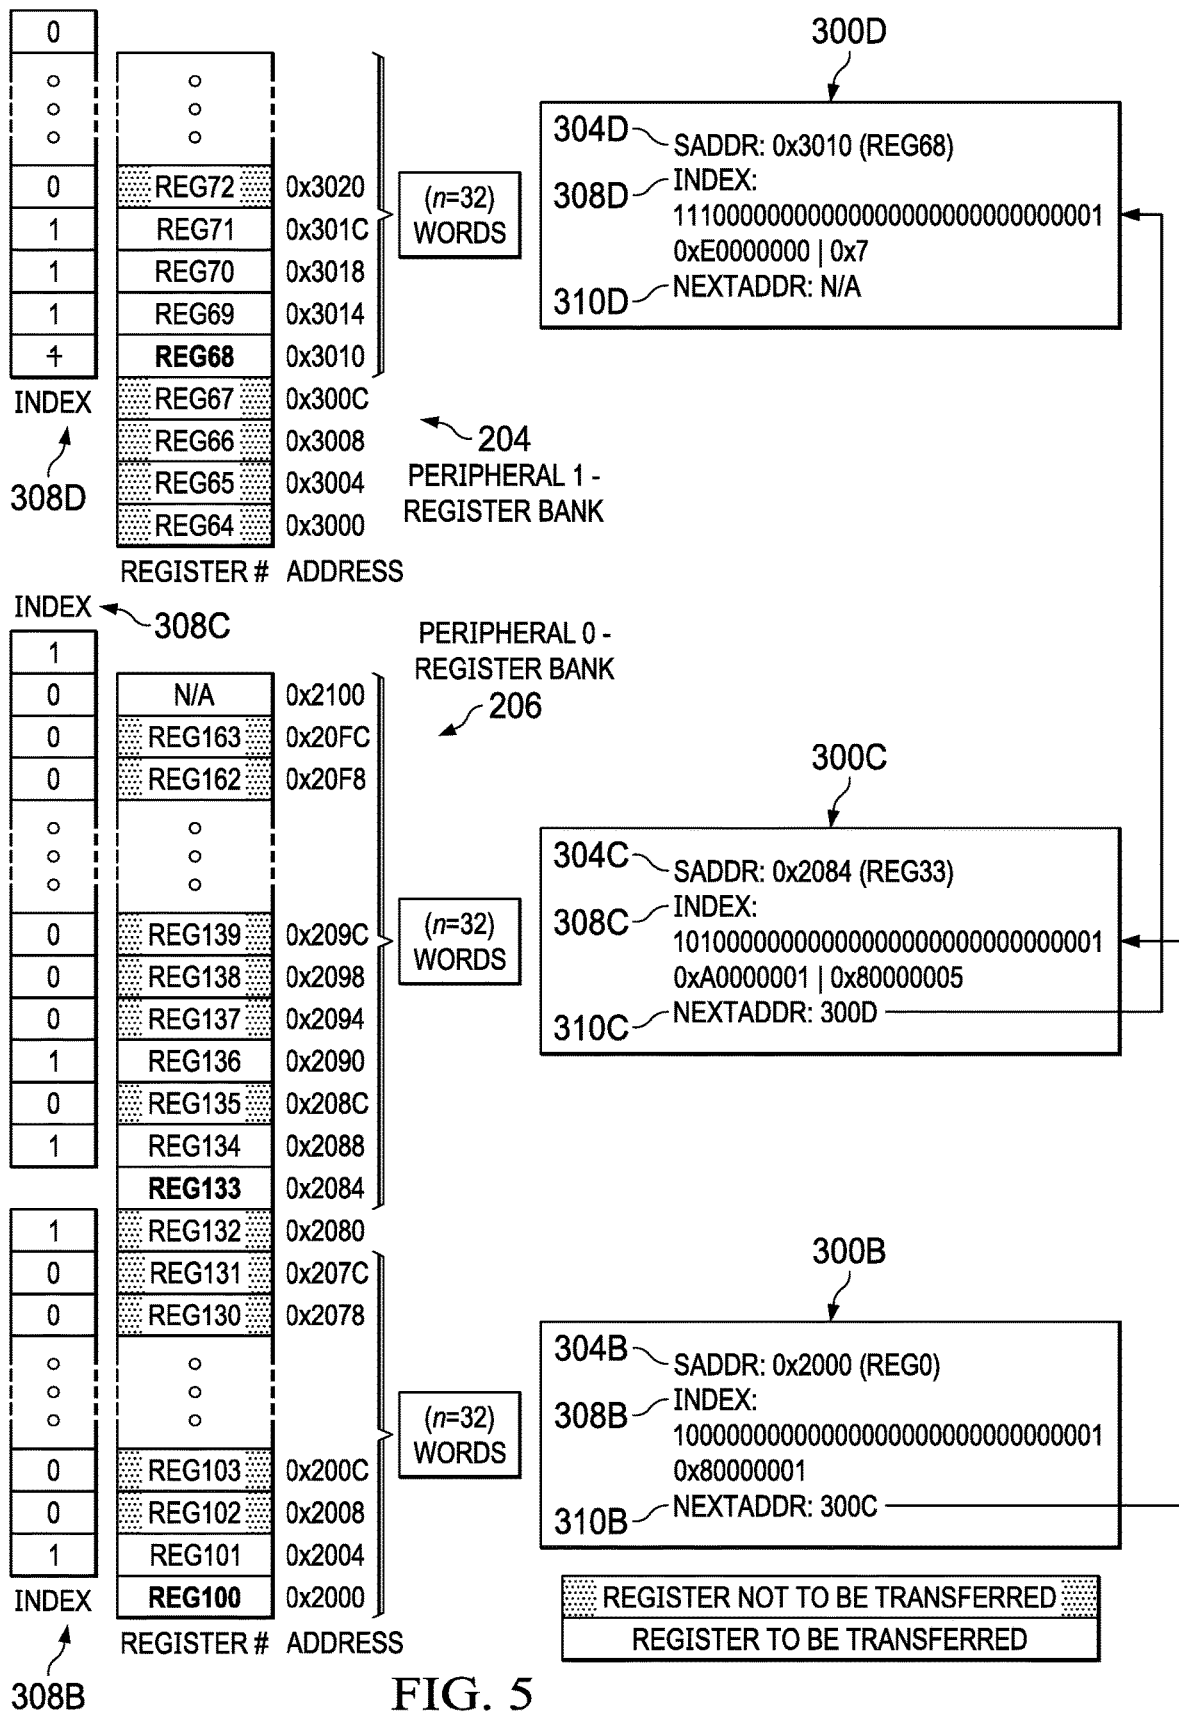 0
REG72 0x3020
0
REG71 0x301C
1
REG70 0x3018
1
REG69 0x3014
1
REG68 0x3010
1
INDEX
308D
REG67 0x300C
REG66 0x3008
REG65 0x3004
REG64 0x3000
REGISTER # ADDRESS
(n=32)
WORDS
204
PERIPHERAL 1 -
REGISTER BANK
300D
304D
SADDR: 0x3010 (REG68)
308D
INDEX:
11100000000000000000000000000001
0xE0000000 | 0x7
310D
NEXTADDR: N/A
INDEX
308C
1
0
N/A 0x2100
0
REG163 0x20FC
0
REG162 0x20F8
0
REG139 0x209C
0
REG138 0x2098
0
REG137 0x2094
1
REG136 0x2090
0
REG135 0x208C
1
REG134 0x2088
REG133 0x2084
PERIPHERAL 0 -
REGISTER BANK
206
(n=32)
WORDS
300C
304C
SADDR: 0x2084 (REG33)
308C
INDEX:
10100000000000000000000000000001
0xA0000001 | 0x80000005
310C
NEXTADDR: 300D
1
REG132 0x2080
0
REG131 0x207C
0
REG130 0x2078
0
REG103 0x200C
0
REG102 0x2008
1
REG101 0x2004
INDEX
REG100 0x2000
REGISTER # ADDRESS
308B
(n=32)
WORDS
300B
304B
SADDR: 0x2000 (REG0)
308B
INDEX:
10000000000000000000000000000001
0x80000001
310B
NEXTADDR: 300C
REGISTER NOT TO BE TRANSFERRED
REGISTER TO BE TRANSFERRED
FIG. 5